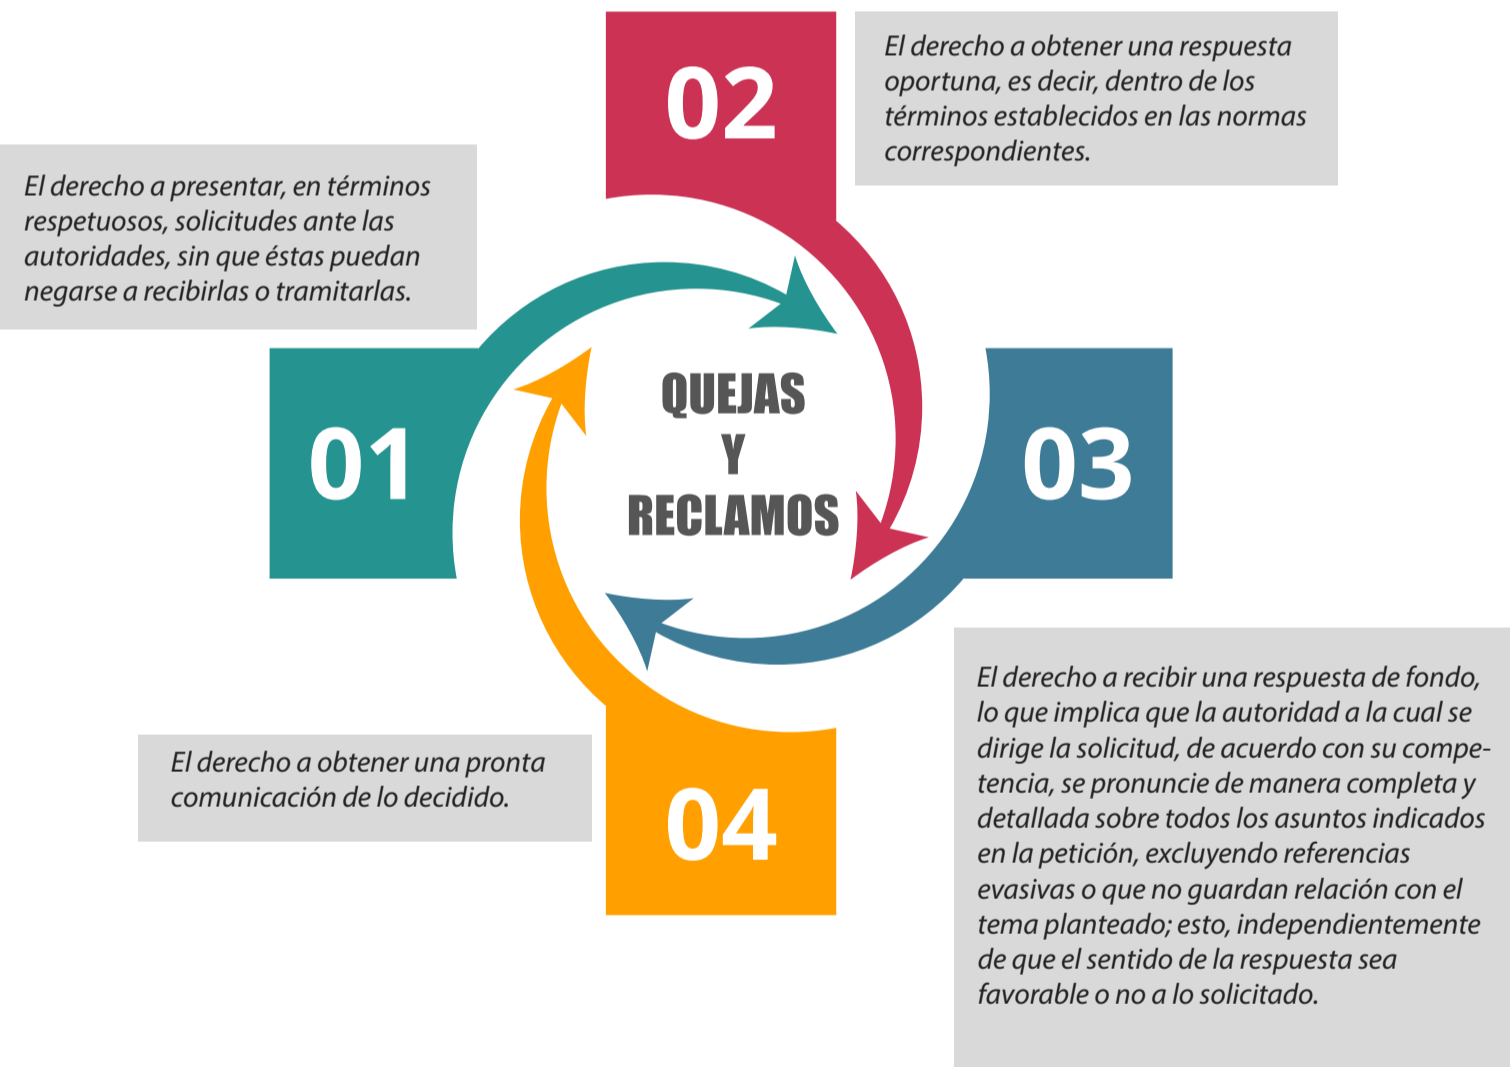 El derecho a presentar, en términos
respetuosos, solicitudes ante las
autoridades, sin que éstas puedan
negarse a recibirlas o tramitarlas.
01
02
El derecho a obtener una respuesta
oportuna, es decir, dentro de los
términos establecidos en las normas
correspondientes.
QUEJAS
Y
RECLAMOS
03
El derecho a recibir una respuesta de fondo,
lo que implica que la autoridad a la cual se
dirige la solicitud, de acuerdo con su compe-
tencia, se pronuncie de manera completa y
detallada sobre todos los asuntos indicados
en la petición, excluyendo referencias
evasivas o que no guardan relación con el
tema planteado; esto, independientemente
de que el sentido de la respuesta sea
favorable o no a lo solicitado.
El derecho a obtener una pronta
comunicación de lo decidido.
04